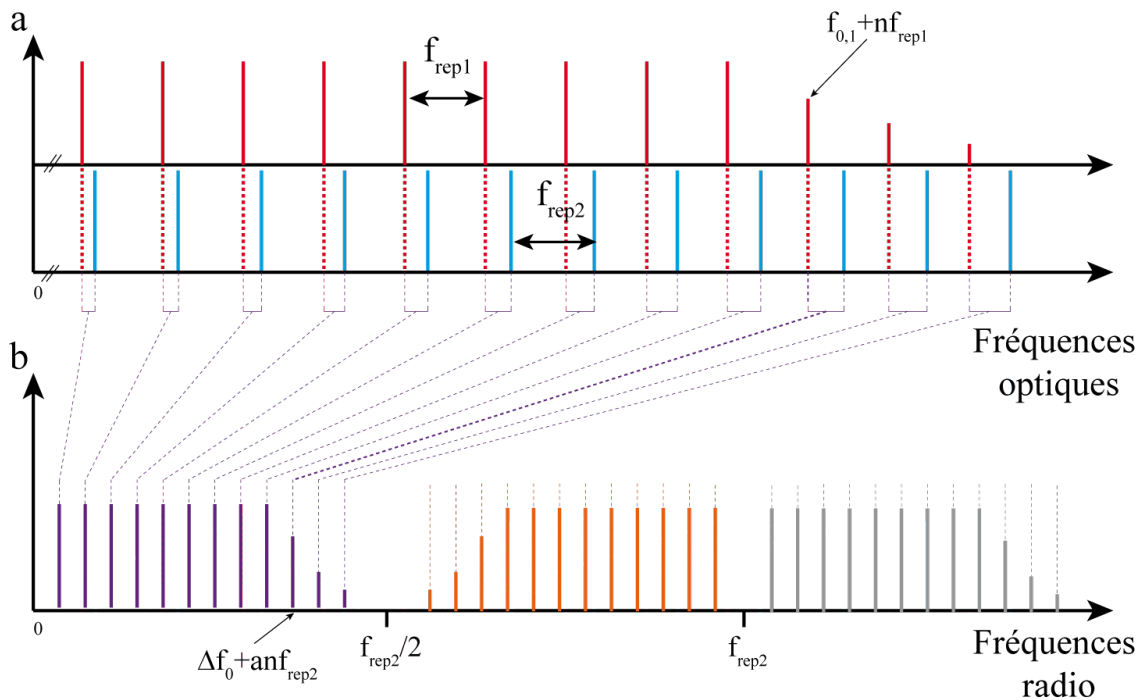 a
f0,1+nfrep1
frep1
frep2
0
Fréquences
optiques
b
0
Δf0+anfrep2
frep2/2
frep2
Fréquences
radio